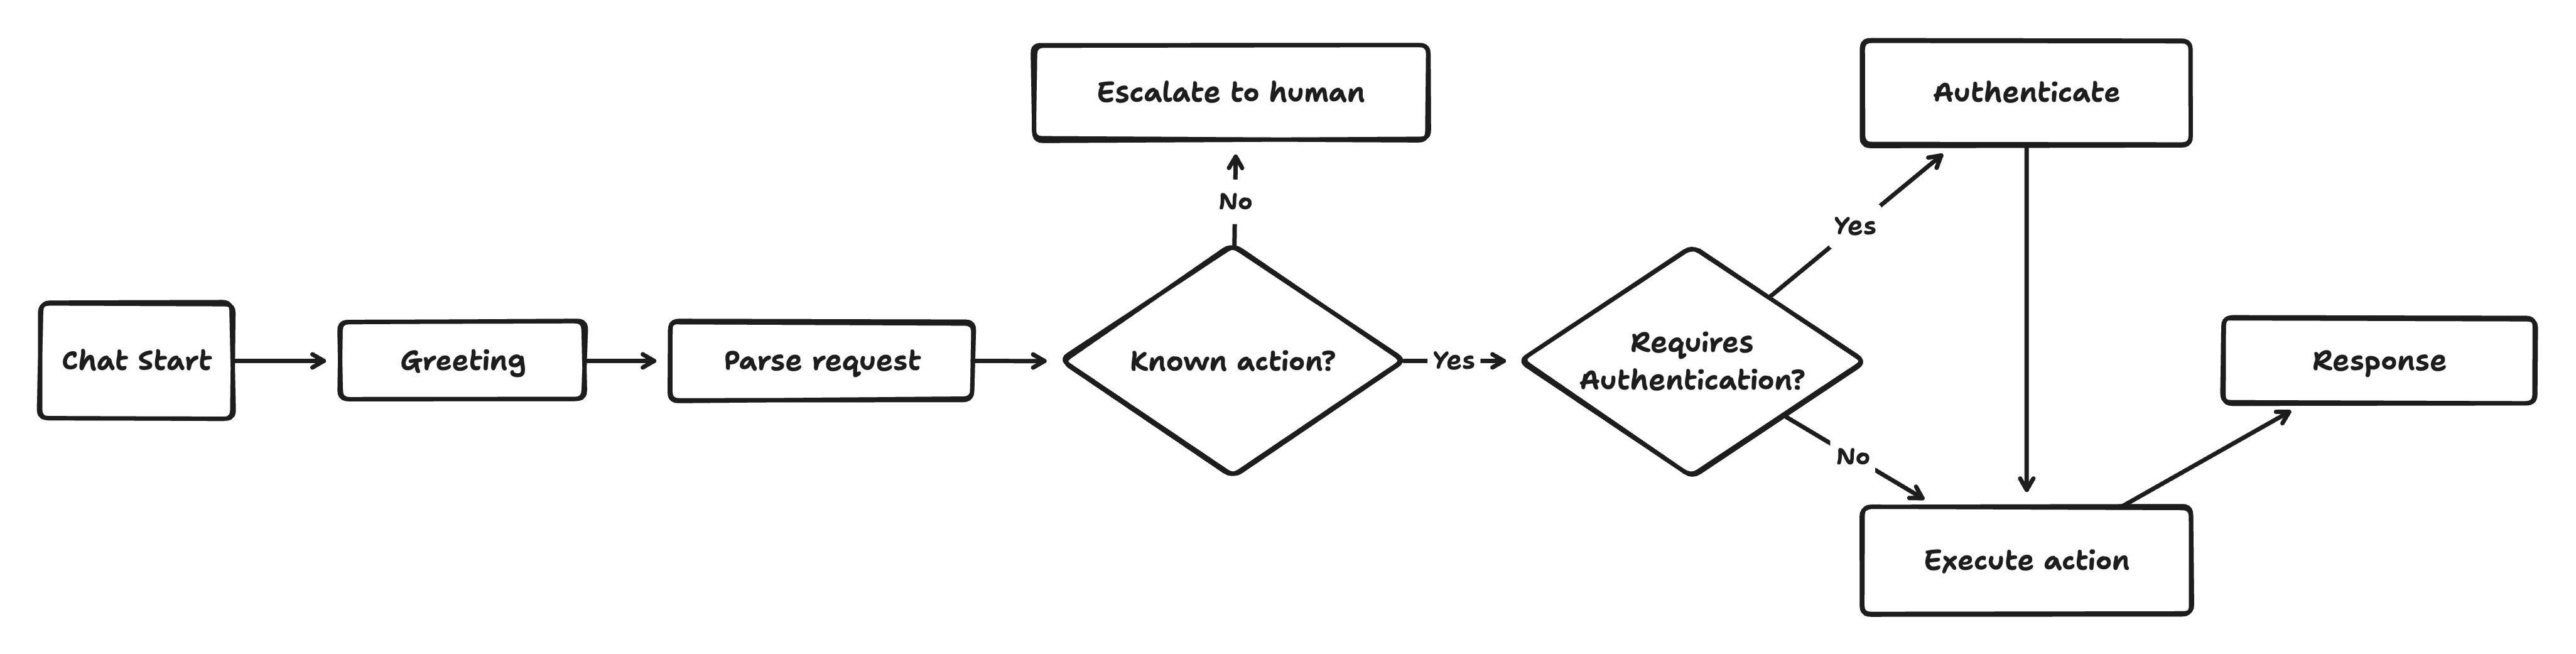 Chat Start
Greeting
Parse request
Known action?
No
Escalate to human
Yes
Requires
Authentication?
Yes
Authenticate
No
Execute action
Response